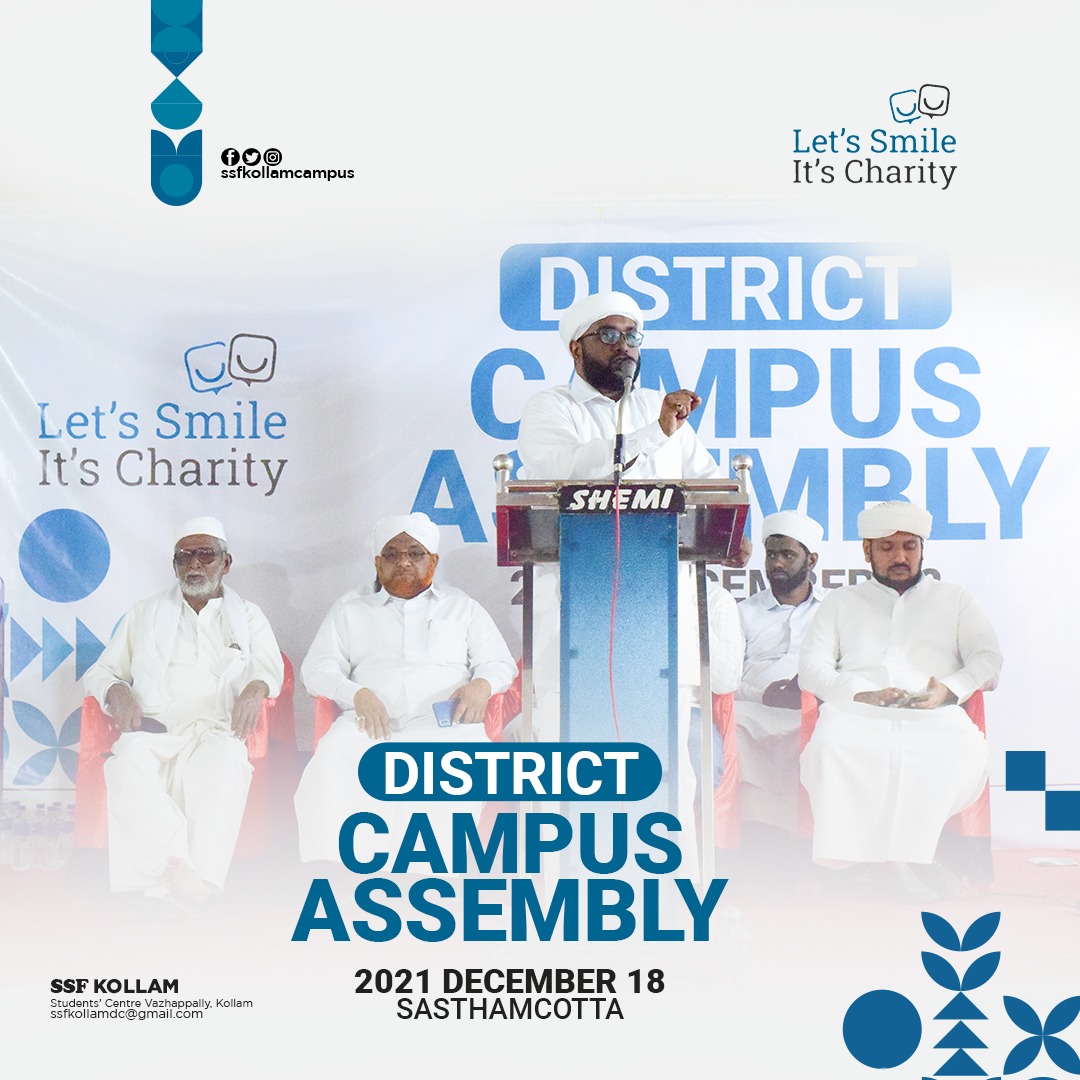 ssfkollamcampus
Let's Smile
It's Charity
DISTRICT
CAMPUS
ASSEMBLY
Let's Smile
It's Charity
SHEMI
DISTRICT
CAMPUS
ASSEMBLY
2021 DECEMBER 18
SASTHAMCOTTA
SSF KOLLAM
Students' Centre Vazhappally, Kollam
ssfkollamdc@gmail.com